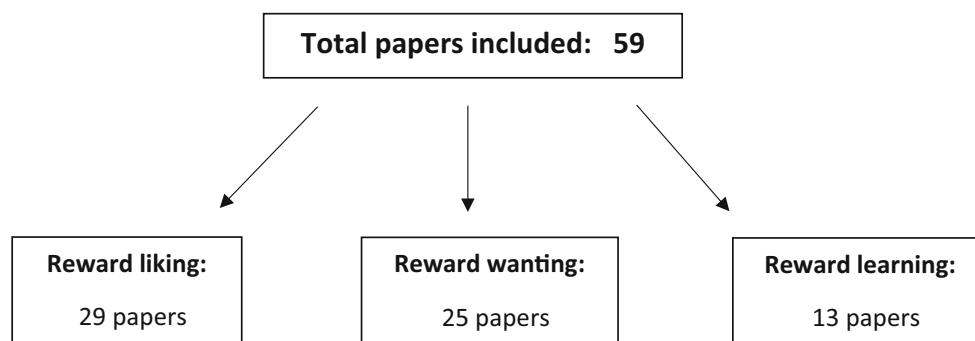 Total papers included: 59
Reward liking:
29 papers
Reward wanting:
25 papers
Reward learning:
13 papers